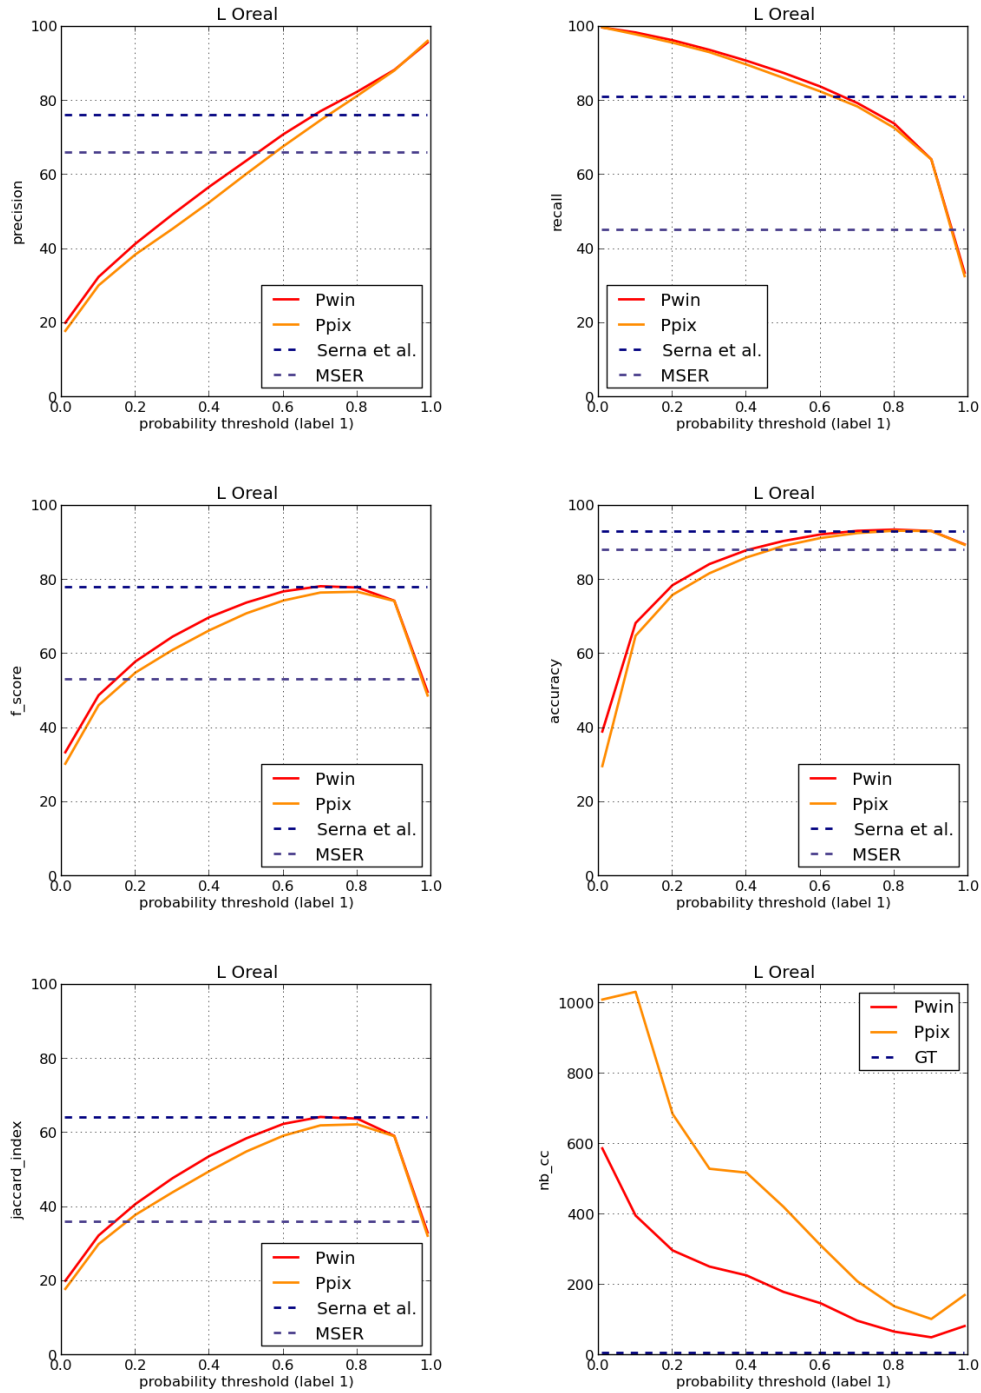 L Oreal
precision
100
80
60
40
20
0
Pwin
Ppix
Serna et al.
MSER
0.0 0.2 0.4 0.6 0.8 1.0
probability threshold (label 1)
L Oreal
recall
100
80
60
40
20
0
Pwin
Ppix
Serna et al.
MSER
0.0 0.2 0.4 0.6 0.8 1.0
probability threshold (label 1)
L Oreal
f_score
100
80
60
40
20
0
Pwin
Ppix
Serna et al.
MSER
0.0 0.2 0.4 0.6 0.8 1.0
probability threshold (label 1)
L Oreal
accuracy
100
80
60
40
20
0
Pwin
Ppix
Serna et al.
MSER
0.0 0.2 0.4 0.6 0.8 1.0
probability threshold (label 1)
L Oreal
jaccard_index
100
80
60
40
20
0
Pwin
Ppix
Serna et al.
MSER
0.0 0.2 0.4 0.6 0.8 1.0
probability threshold (label 1)
L Oreal
nb_cc
1000
800
600
400
200
0
Pwin
Ppix
GT
0.0 0.2 0.4 0.6 0.8 1.0
probability threshold (label 1)